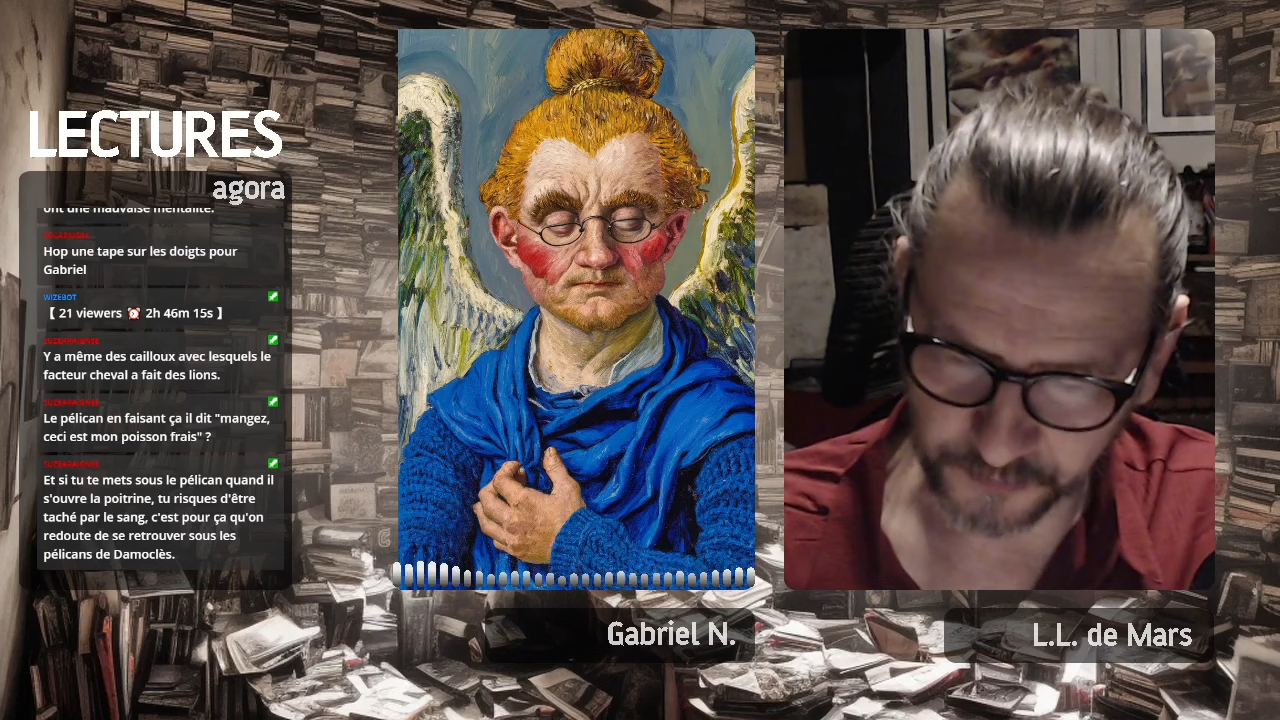 LECTURES
agora
ont une mauvaise mentalité.
Hop une tape sur les doigts pour
Gabriel
WIZEBOT
【 21 viewers ⏰ 2h 46m 15s 】
Y a même des cailloux avec lesquels le
facteur cheval a fait des lions.
Le pélican en faisant ça il dit "mangez,
ceci est mon poisson frais" ?
Et si tu te mets sous le pélican quand il
s'ouvre la poitrine, tu risques d'être
taché par le sang, c'est pour ça qu'on
redoute de se retrouver sous les
pélicans de Damoclès.
Gabriel N.
L.L. de Mars